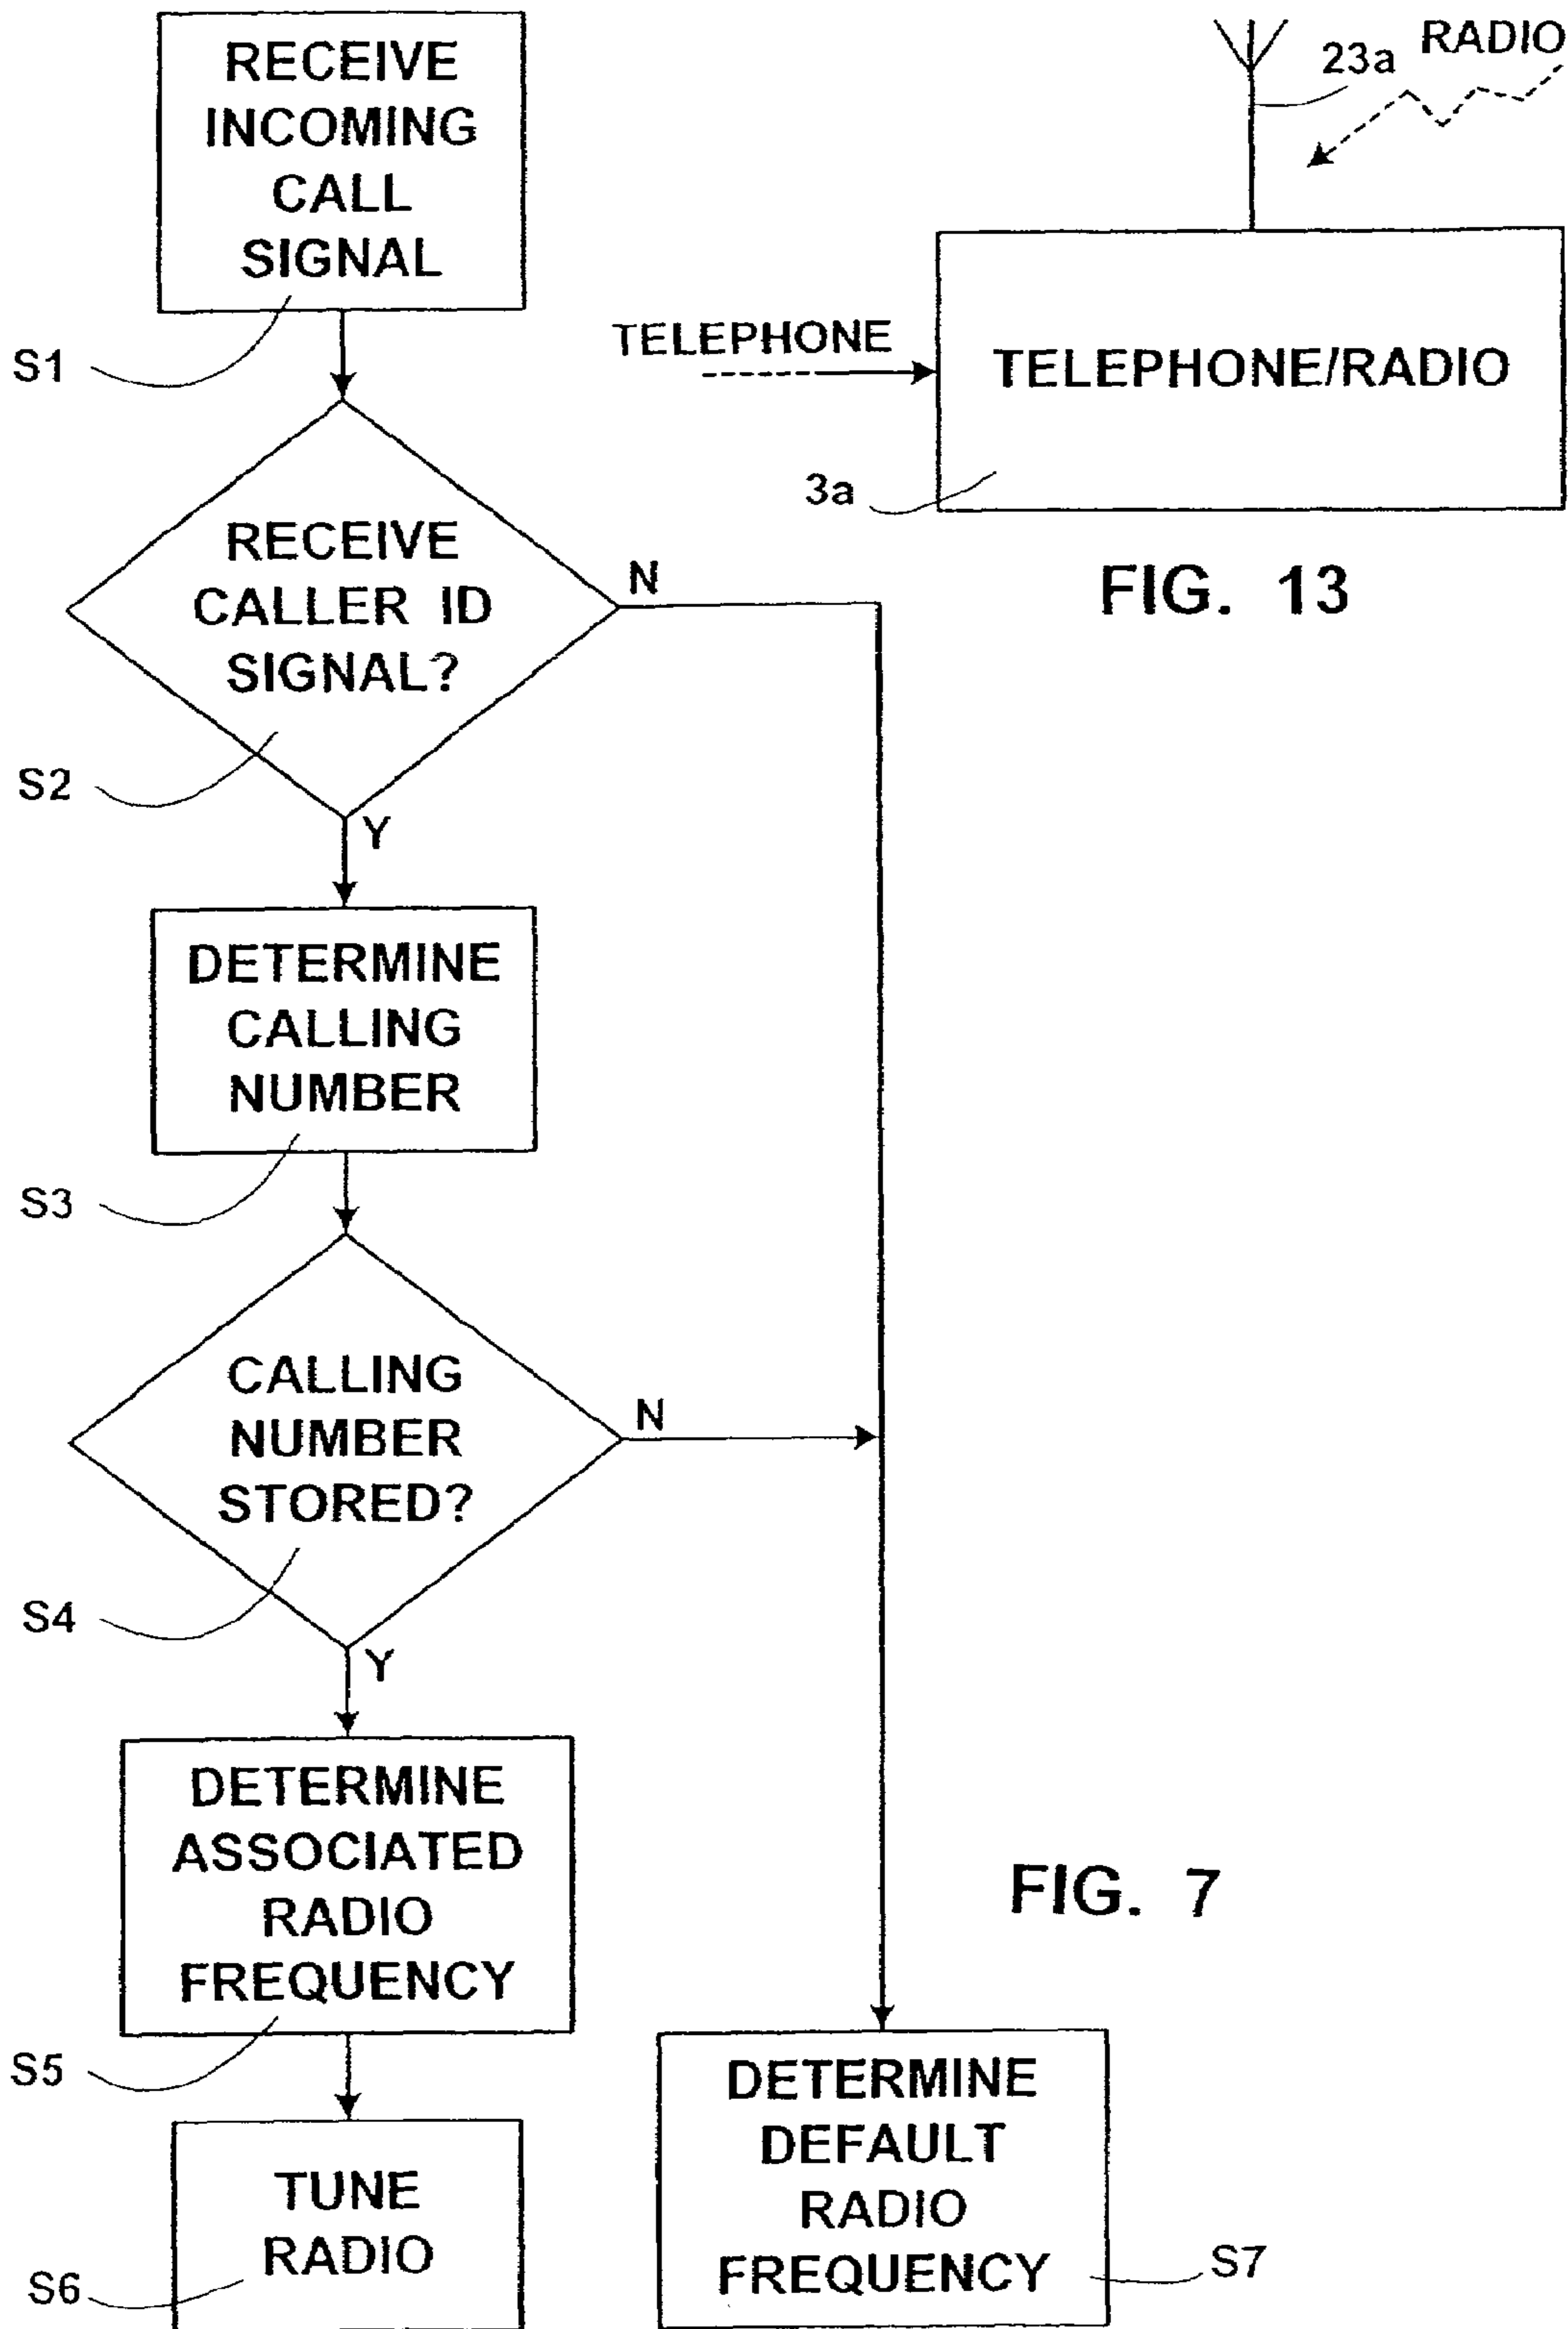 RECEIVE
INCOMING
CALL
SIGNAL
S1
RECEIVE
CALLER ID
SIGNAL?
N
S2
Y
DETERMINE
CALLING
NUMBER
S3
CALLING
NUMBER
STORED?
N
S4
Y
DETERMINE
ASSOCIATED
RADIO
FREQUENCY
S5
TUNE
RADIO
S6
DETERMINE
DEFAULT
RADIO
FREQUENCY
S7
FIG. 7
23a
RADIO
TELEPHONE
TELEPHONE/RADIO
3a
FIG. 13